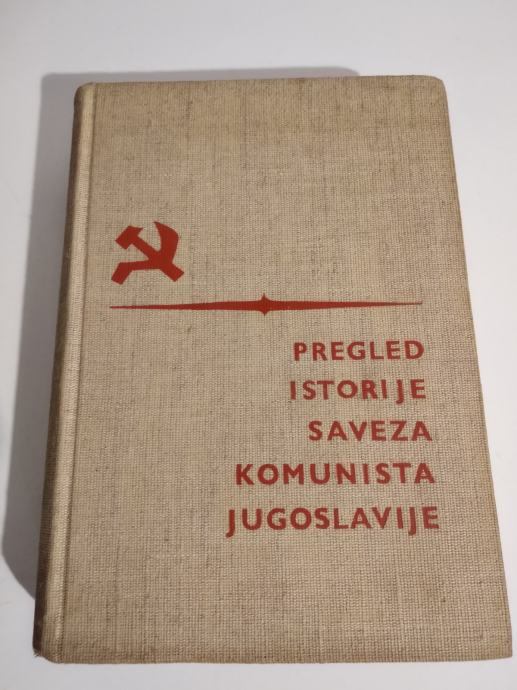 PREGLED
ISTORIJE
SAVEZA
KOMUNISTA
JUGOSLAVIJE